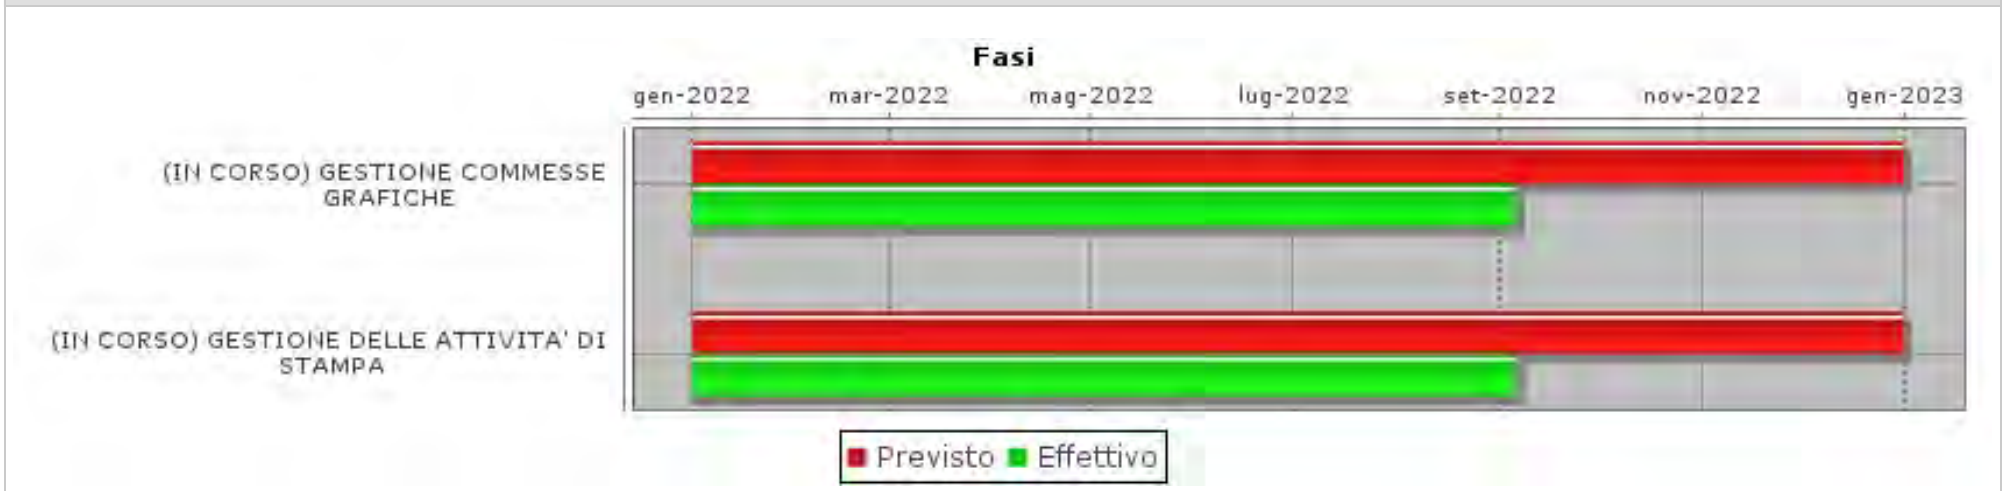 Fasi
gen-2022 mar-2022 mag-2022 lug-2022 set-2022 nov-2022 gen-2023
(IN CORSO) GESTIONE COMMESSE
GRAFICHE
(IN CORSO) GESTIONE DELLE ATTIVITA' DI
STAMPA
Previsto Effettivo